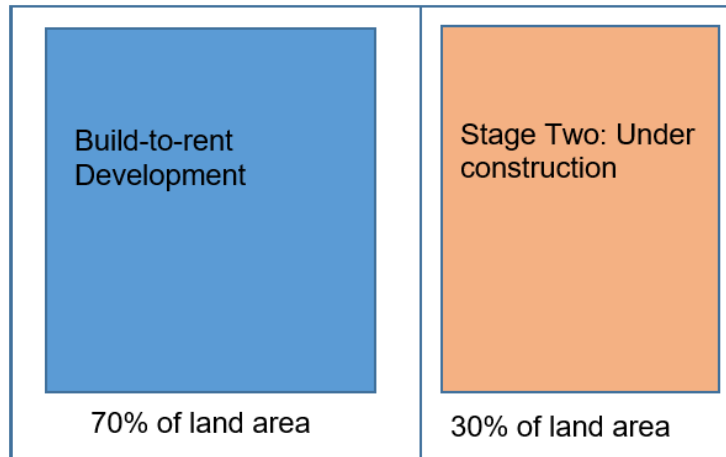 Build-to-rent
Development
Stage Two: Under
construction
70% of land area
30% of land area